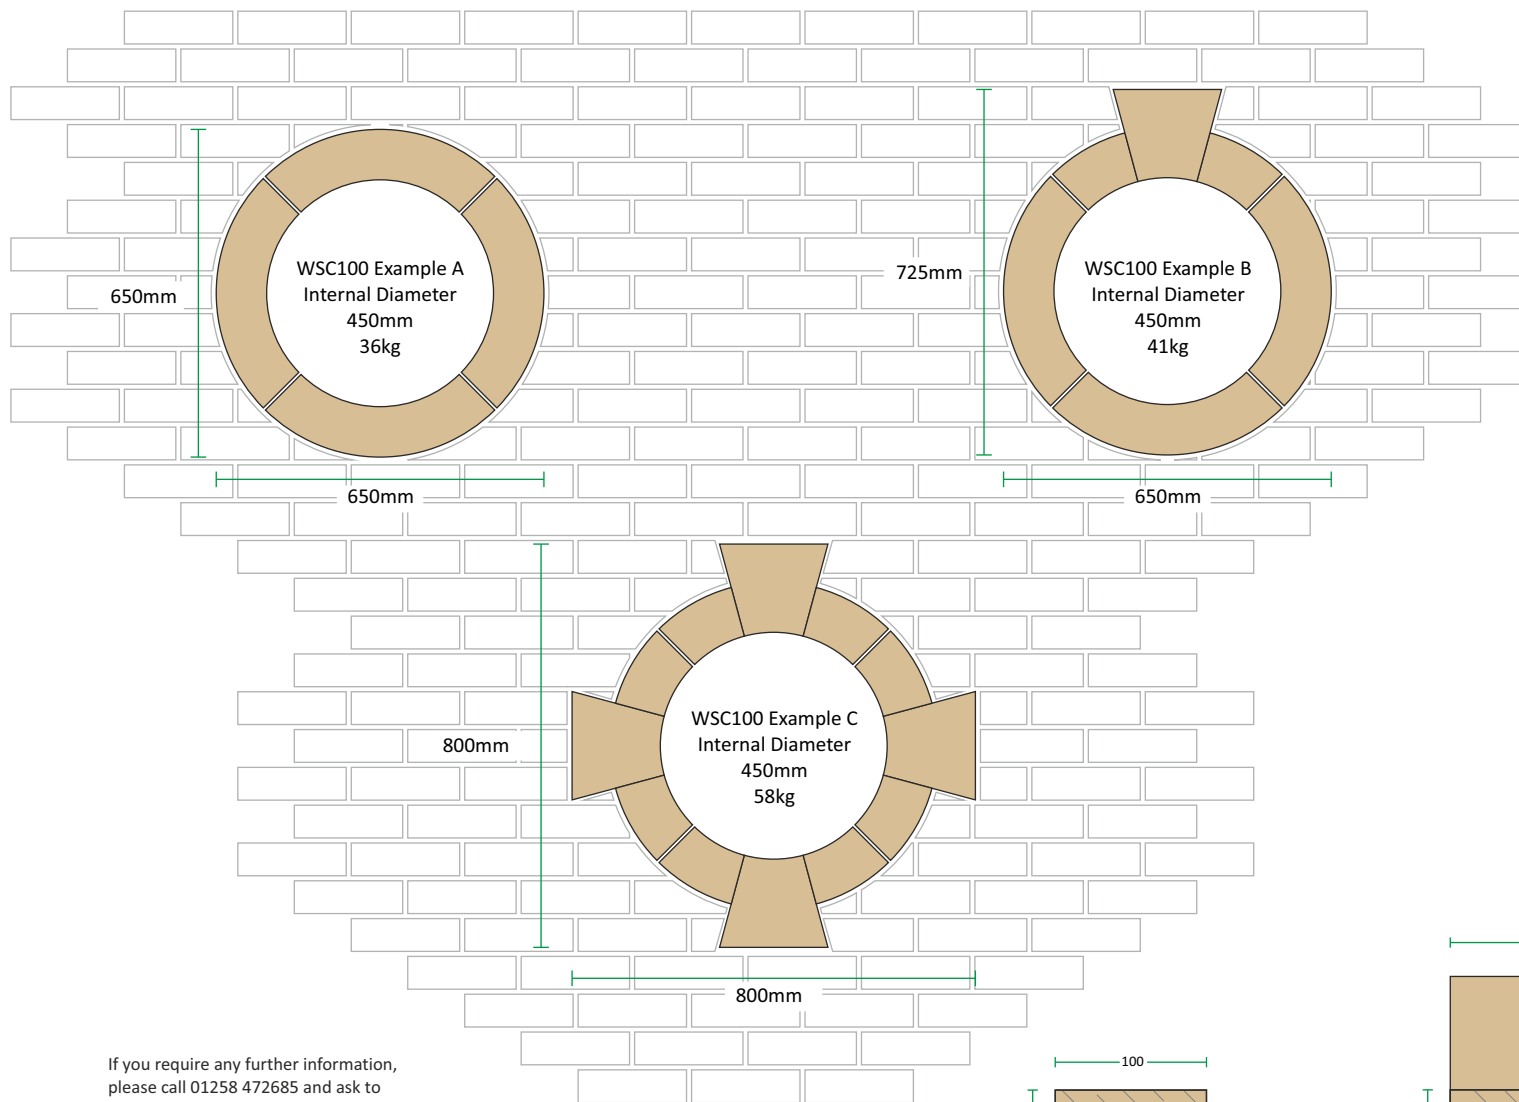 WSC100 Example A
Internal Diameter
450mm
36kg
650mm
650mm
WSC100 Example B
Internal Diameter
450mm
41kg
725mm
650mm
WSC100 Example C
Internal Diameter
450mm
58kg
800mm
800mm
If you require any further information,
please call 01258 472685 and ask to
100